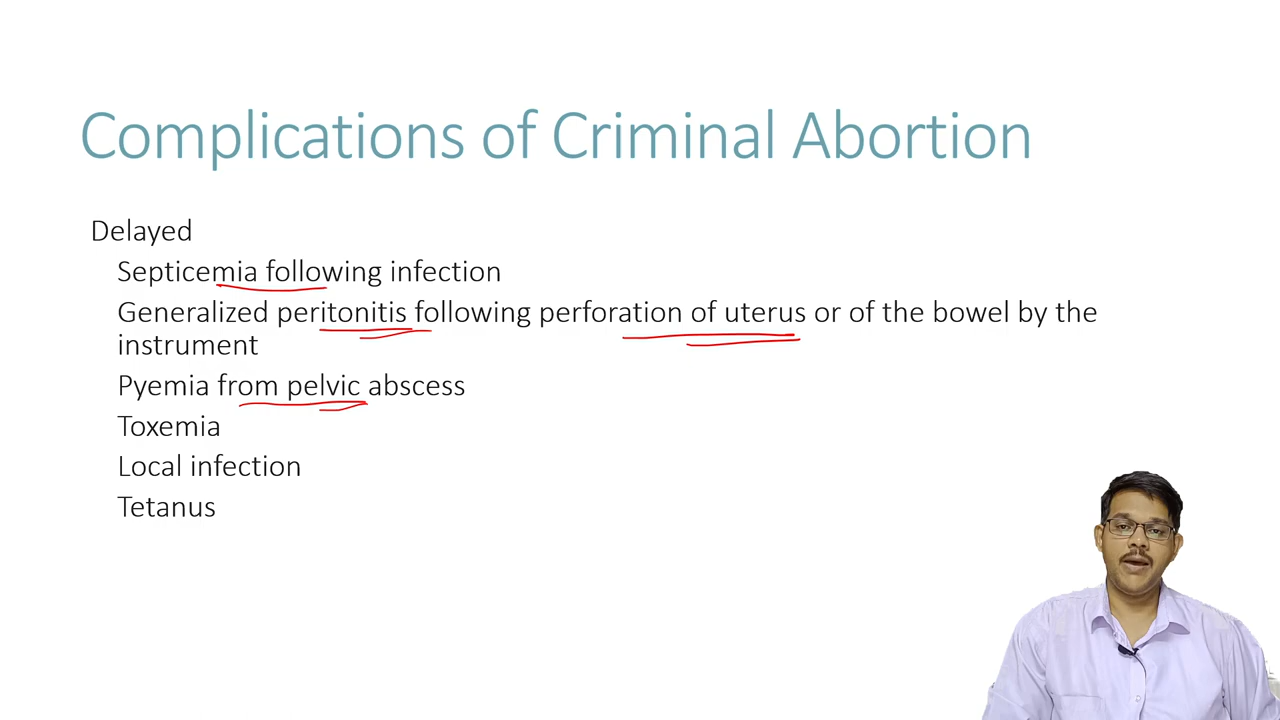 Complications of Criminal Abortion
Delayed
Septicemia following infection
Generalized peritonitis following perforation of uterus or of the bowel by the
instrument
Pyemia from pelvic abscess
Toxemia
Local infection
Tetanus